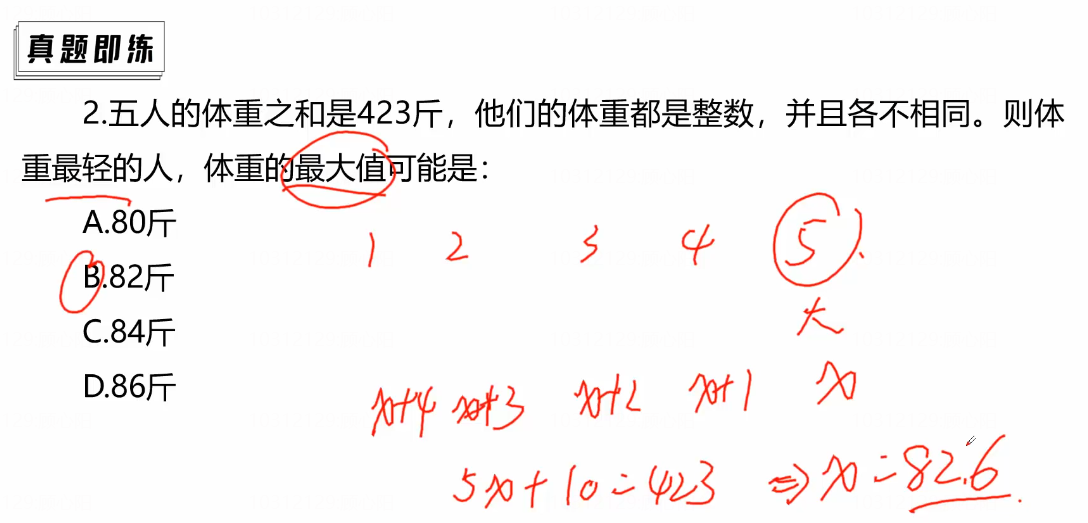 真题即练
2.五人的体重之和是423斤，他们的体重都是整数，并且各不相同。则体
重最轻的人，体重的最大值可能是：
A.80斤
B.82斤
C.84斤
D.86斤
1 2 3 4 5
大
x+4 x+3 x+2 x+1 x
5x+10=423 => x=82.6